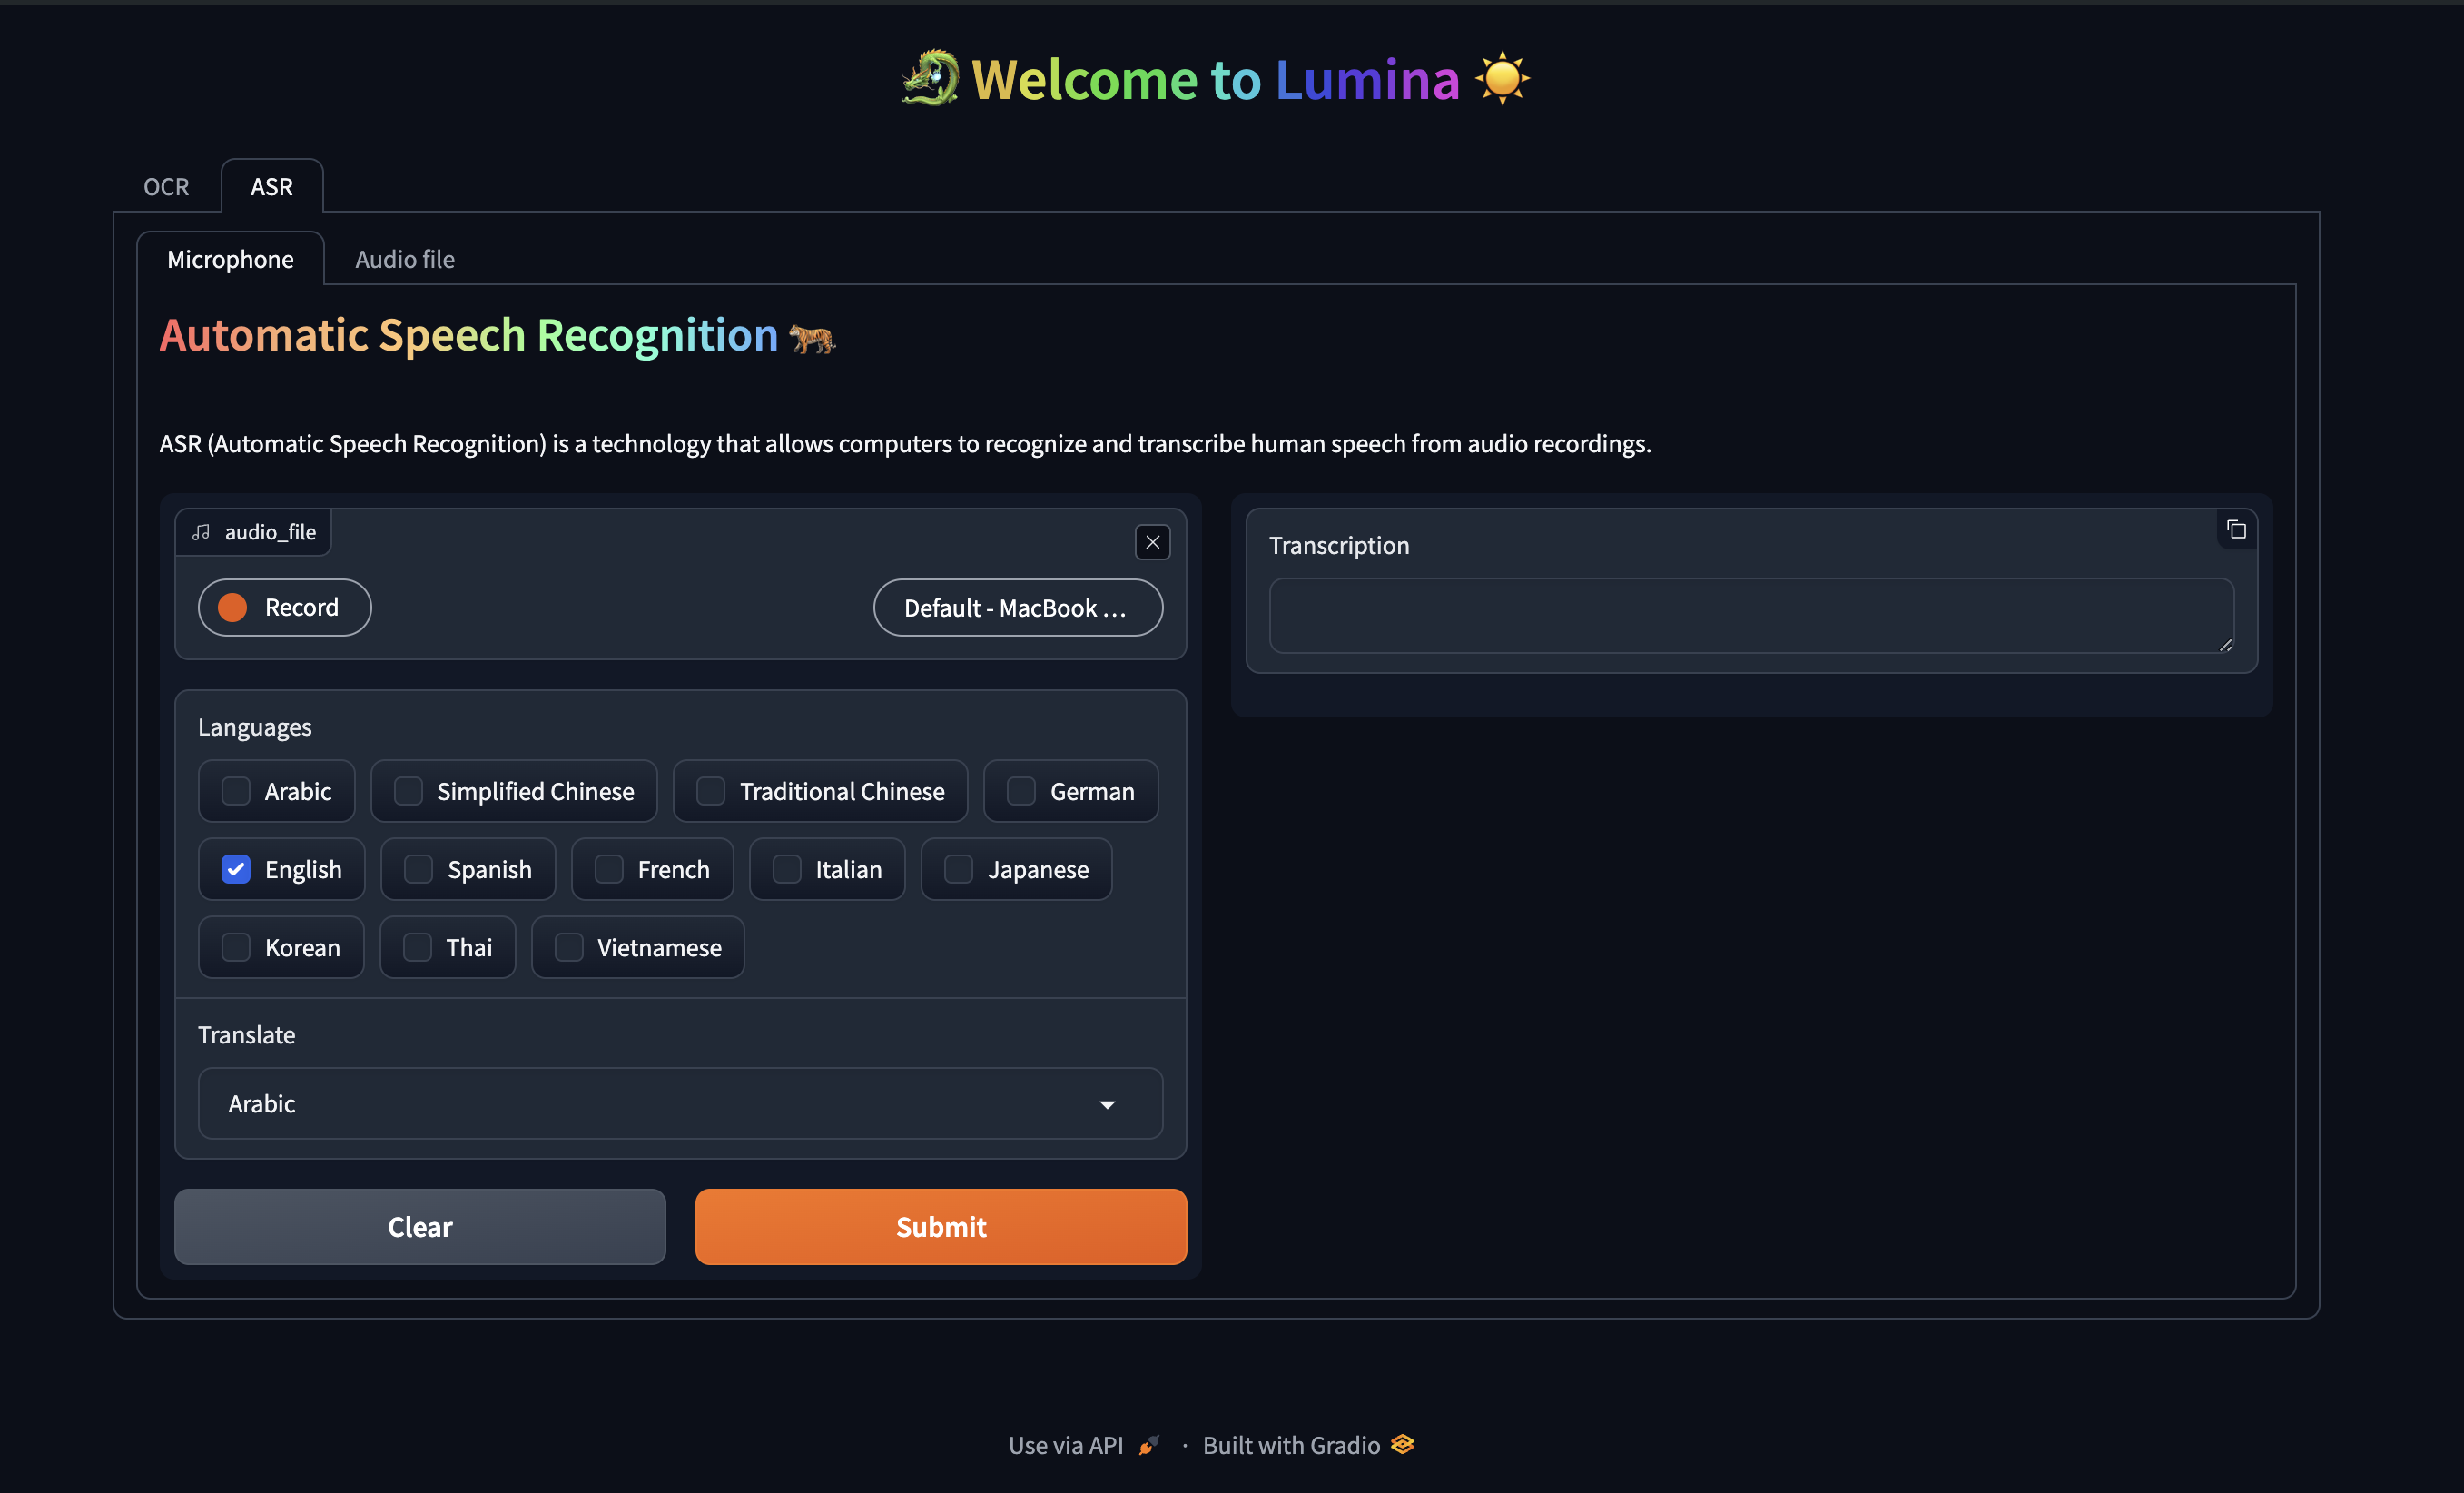 Welcome to Lumina
OCR
ASR
Microphone
Audio file
Automatic Speech Recognition
ASR (Automatic Speech Recognition) is a technology that allows computers to recognize and transcribe human speech from audio recordings.
audio_file
Record
Default - MacBook ...
Transcription
Languages
Arabic
Simplified Chinese
Traditional Chinese
German
English
Spanish
French
Italian
Japanese
Korean
Thai
Vietnamese
Translate
Arabic
Clear
Submit
Use via API · Built with Gradio